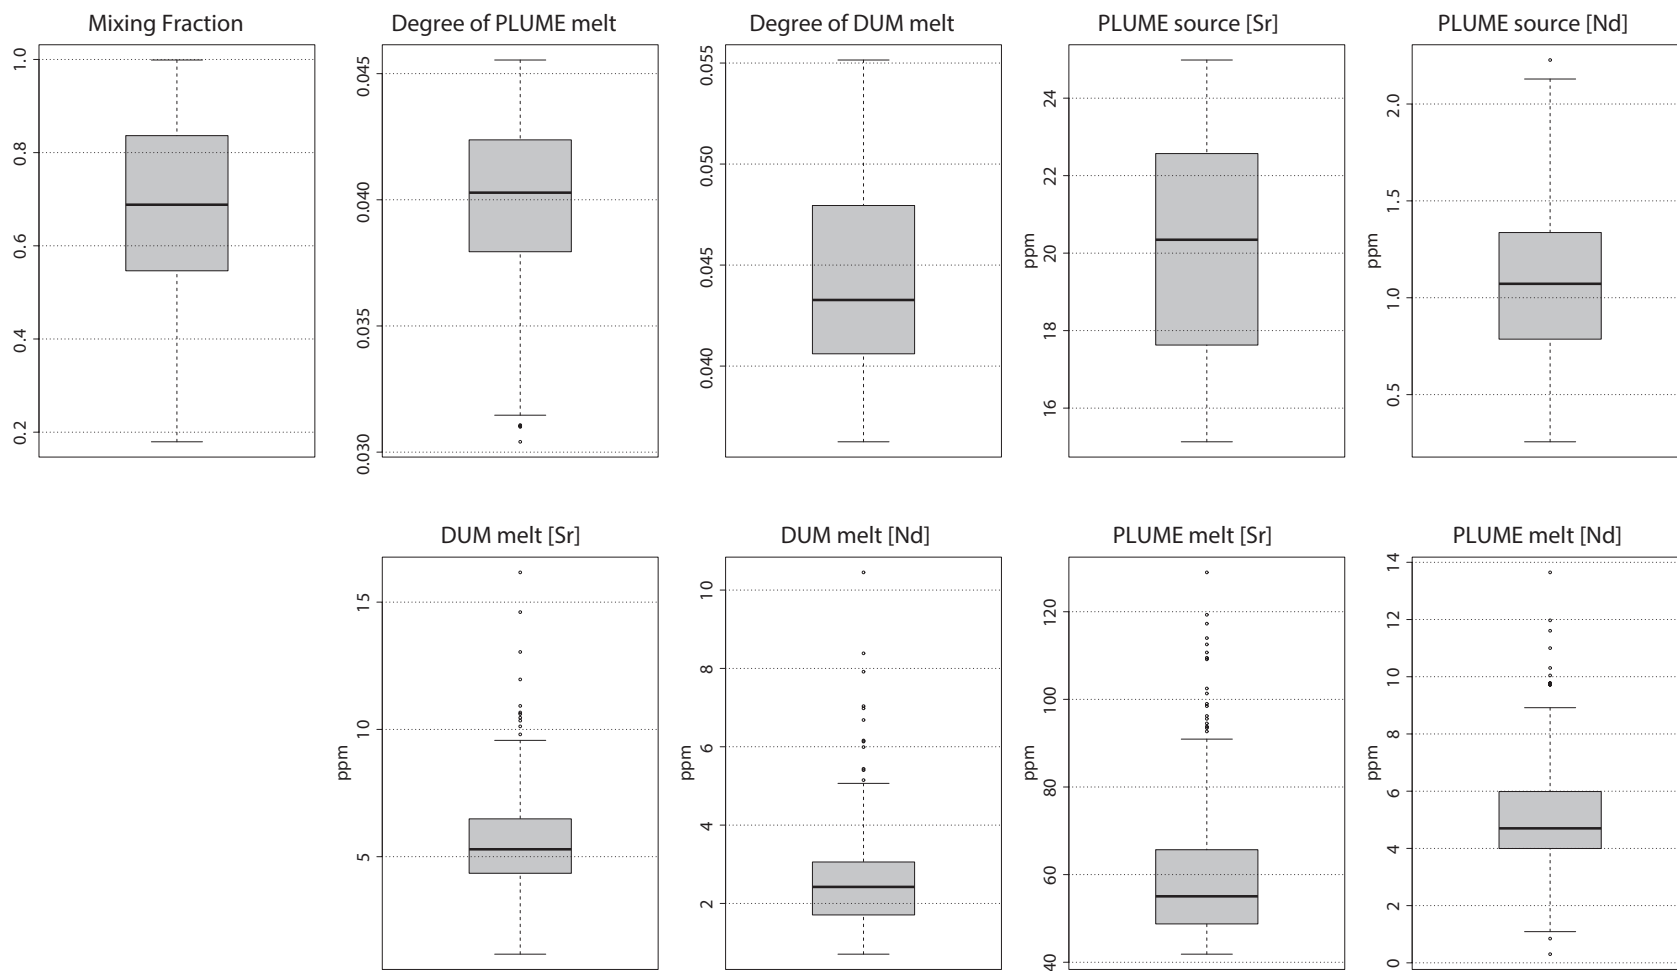 Mixing Fraction
1.0
0.8
0.6
0.4
0.2
Degree of PLUME melt
0.045
0.040
0.035
0.030
Degree of DUM melt
0.055
0.050
0.045
0.040
PLUME source [Sr]
ppm
24
22
20
18
16
PLUME source [Nd]
ppm
2.0
1.5
1.0
0.5
DUM melt [Sr]
ppm
15
10
5
DUM melt [Nd]
ppm
10
8
6
4
2
PLUME melt [Sr]
ppm
120
100
80
60
40
PLUME melt [Nd]
ppm
14
12
10
8
6
4
2
0